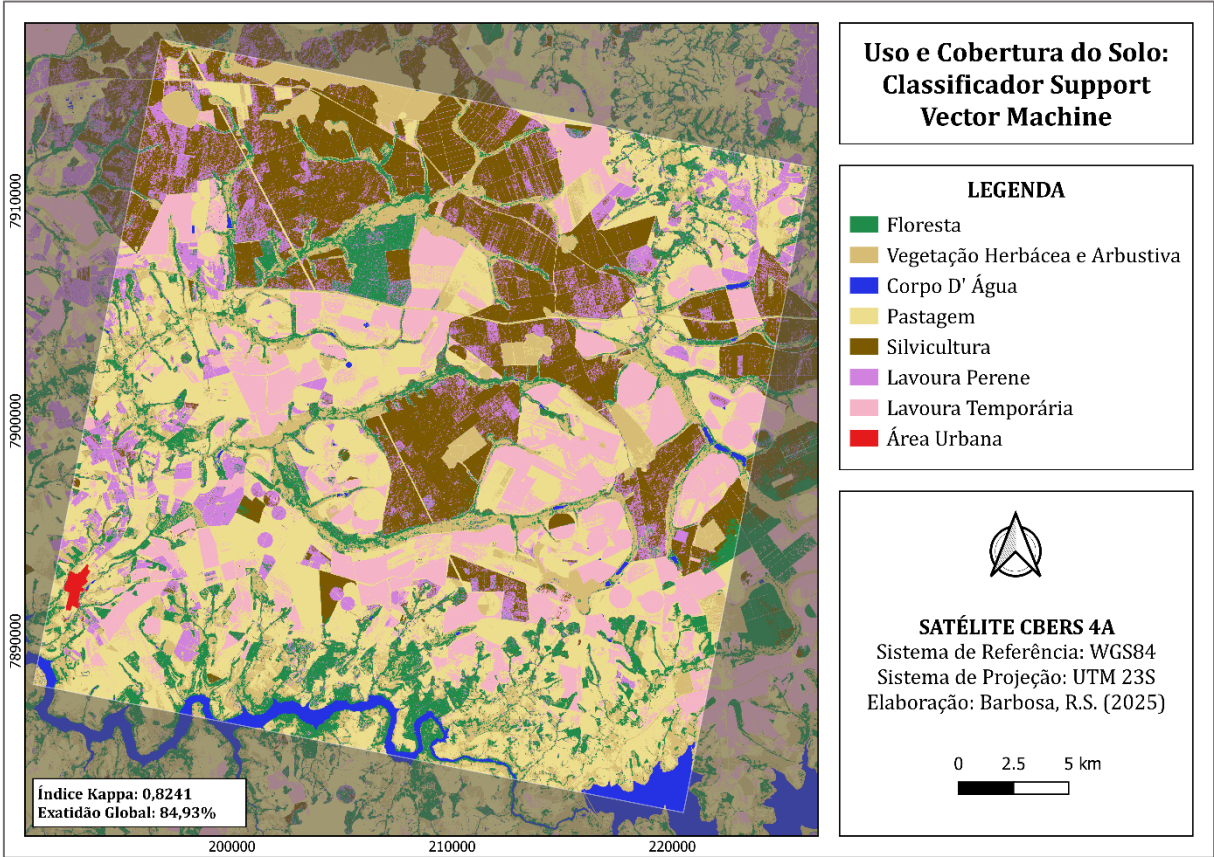 Uso e Cobertura do Solo:
Classificador Support
Vector Machine
LEGENDA
Floresta
Vegetação Herbácea e Arbustiva
Corpo D' Água
Pastagem
Silvicultura
Lavoura Perene
Lavoura Temporária
Área Urbana
SATÉLITE CBERS 4A
Sistema de Referência: WGS84
Sistema de Projeção: UTM 23S
Elaboração: Barbosa, R.S. (2025)
0 2.5 5 km
7910000
7900000
7890000
Índice Kappa: 0,8241
Exatidão Global: 84,93%
200000 210000 220000